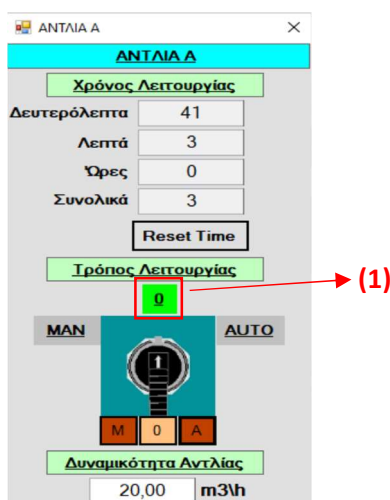 ΑΝΤΛΙΑ Α
ΑΝΤΛΙΑ Α
Χρόνος Λειτουργίας
Δευτερόλεπτα 41
Λεπτά 3
Ώρες 0
Συνολικά 3
Reset Time
Τρόπος Λειτουργίας
0 (1)
MAN AUTO
1
M 0 A
Δυναμικότητα Αντλίας
20,00 m3\h